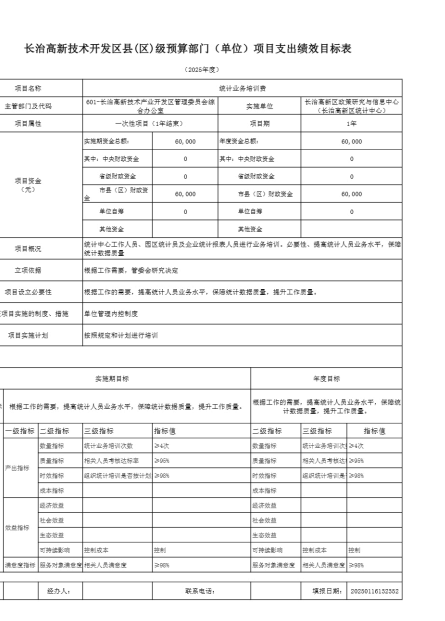 长治高新技术开发区县(区)级预算部门（单位）项目支出绩效目标表
（2025年度）
项目名称 统计业务培训费
主管部门及代码 601-长治高新技术产业开发区管理委员会综合办公室 实施单位 长治高新区政策研究与信息中心（长治高新区统计中心）
项目属性 一次性项目（1年结束） 项目期 1年
项目资金（元） 实施期资金总额： 60,000 年度资金总额： 60,000
其中：中央财政资金 0 其中：中央财政资金 0
省级财政资金 0 省级财政资金 0
市县（区）财政资金 60,000 市县（区）财政资金 60,000
单位自筹 0 单位自筹 0
其他资金 其他资金
项目概况 统计中心工作人员、园区统计员及企业统计报表人员进行业务培训。必要性、提高统计人员业务水平，保障统计数据质量
立项依据 根据工作需要，管委会研究决定
项目设立必要性 根据工作的需要，提高统计人员业务水平，保障统计数据质量，提升工作质量。
项目实施的制度、措施 单位管理内控制度
项目实施计划 按照规定和计划进行培训
实施期目标 年度目标
根据工作的需要，提高统计人员业务水平，保障统计数据质量，提升工作质量。 根据工作的需要，提高统计人员业务水平，保障统计数据质量，提升工作质量。
一级指标 二级指标 三级指标 指标值 二级指标 三级指标 指标值
产出指标 数量指标 统计业务培训次数 ≥4次 数量指标 统计业务培训次 ≥4次
质量指标 相关人员考核达标率 ≥95% 质量指标 相关人员考核达 ≥95%
时效指标 组织统计培训是否按计划 ≥98% 时效指标 组织统计培训是 ≥98%
成本指标 成本指标
效益指标 经济效益 经济效益
社会效益 社会效益
生态效益 生态效益
可持续影响 控制成本 控制 可持续影响 控制成本 控制
满意度指标 服务对象满意度 相关人员满意度 ≥98% 服务对象满意度 相关人员满意度 ≥98%
经办人： 联系电话： 填报日期： 20250116152352